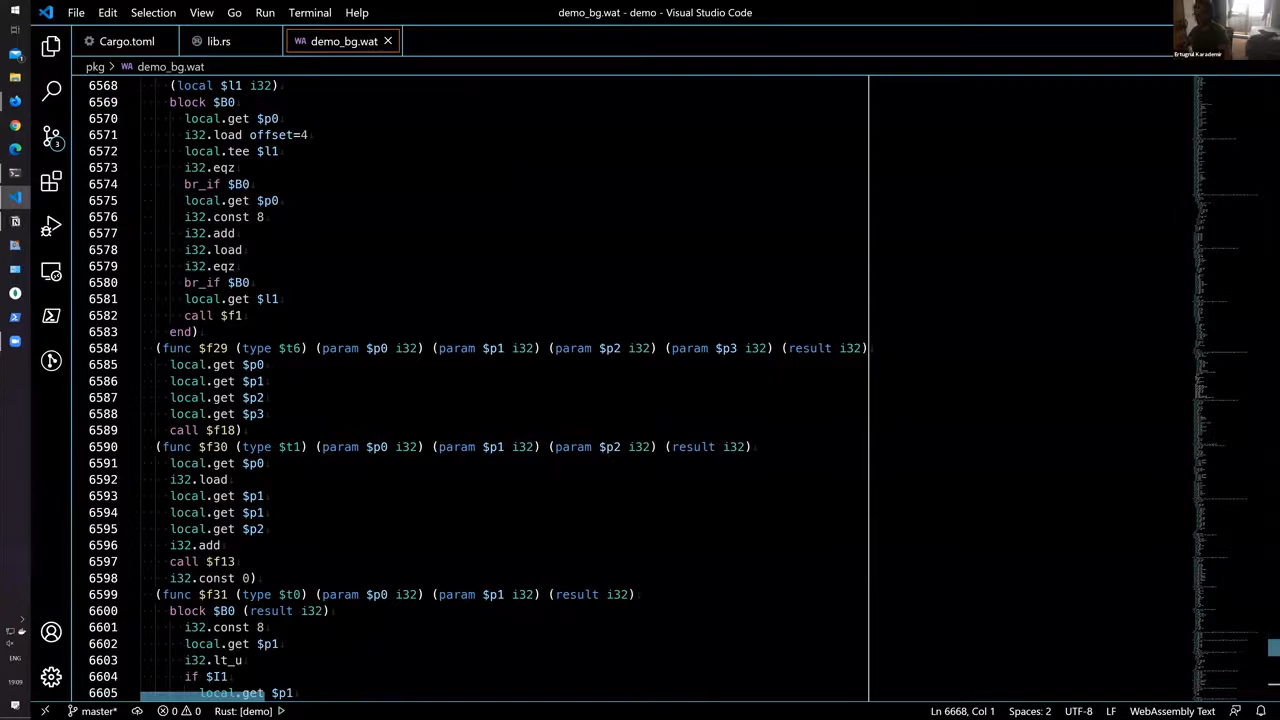 File Edit Selection View Go Run Terminal Help
demo_bg.wat - demo - Visual Studio Code
Cargo.toml
lib.rs
WA demo_bg.wat
pkg > WA demo_bg.wat
Ertugrul Karademir
6568 (local $l1 i32)
6569 block $B0
6570 local.get $p0
6571 i32.load offset=4
6572 local.tee $l1
6573 i32.eqz
6574 br_if $B0
6575 local.get $p0
6576 i32.const 8
6577 i32.add
6578 i32.load
6579 i32.eqz
6580 br_if $B0
6581 local.get $l1
6582 call $f1
6583 end)
6584 (func $f29 (type $t6) (param $p0 i32) (param $p1 i32) (param $p2 i32) (param $p3 i32) (result i32)
6585 local.get $p0
6586 local.get $p1
6587 local.get $p2
6588 local.get $p3
6589 call $f18)
6590 (func $f30 (type $t1) (param $p0 i32) (param $p1 i32) (param $p2 i32) (result i32)
6591 local.get $p0
6592 i32.load
6593 local.get $p1
6594 local.get $p1
6595 local.get $p2
6596 i32.add
6597 call $f13
6598 i32.const 0)
6599 (func $f31 (type $t0) (param $p0 i32) (param $p1 i32) (result i32)
6600 block $B0 (result i32)
6601 i32.const 8
6602 local.get $p1
6603 i32.lt_u
6604 if $I1
6605 local.get $p1
3
ENG
19:09
master* 0 0 Rust: [demo] Ln 6668, Col 1 Spaces: 2 UTF-8 LF WebAssembly Text